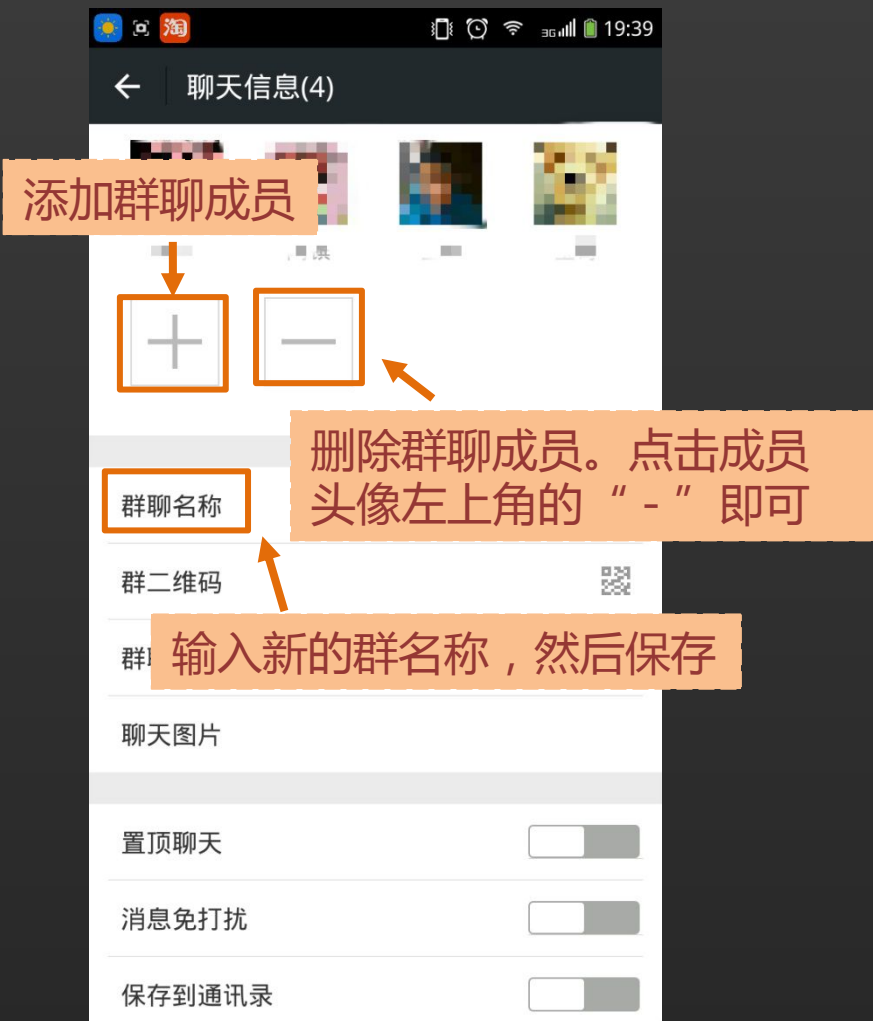 淘
3G
19:39
聊天信息(4)
添加群聊成员
删除群聊成员。点击成员
头像左上角的“ - ”即可
群聊名称
群二维码
输入新的群名称，然后保存
群
聊天图片
置顶聊天
消息免打扰
保存到通讯录